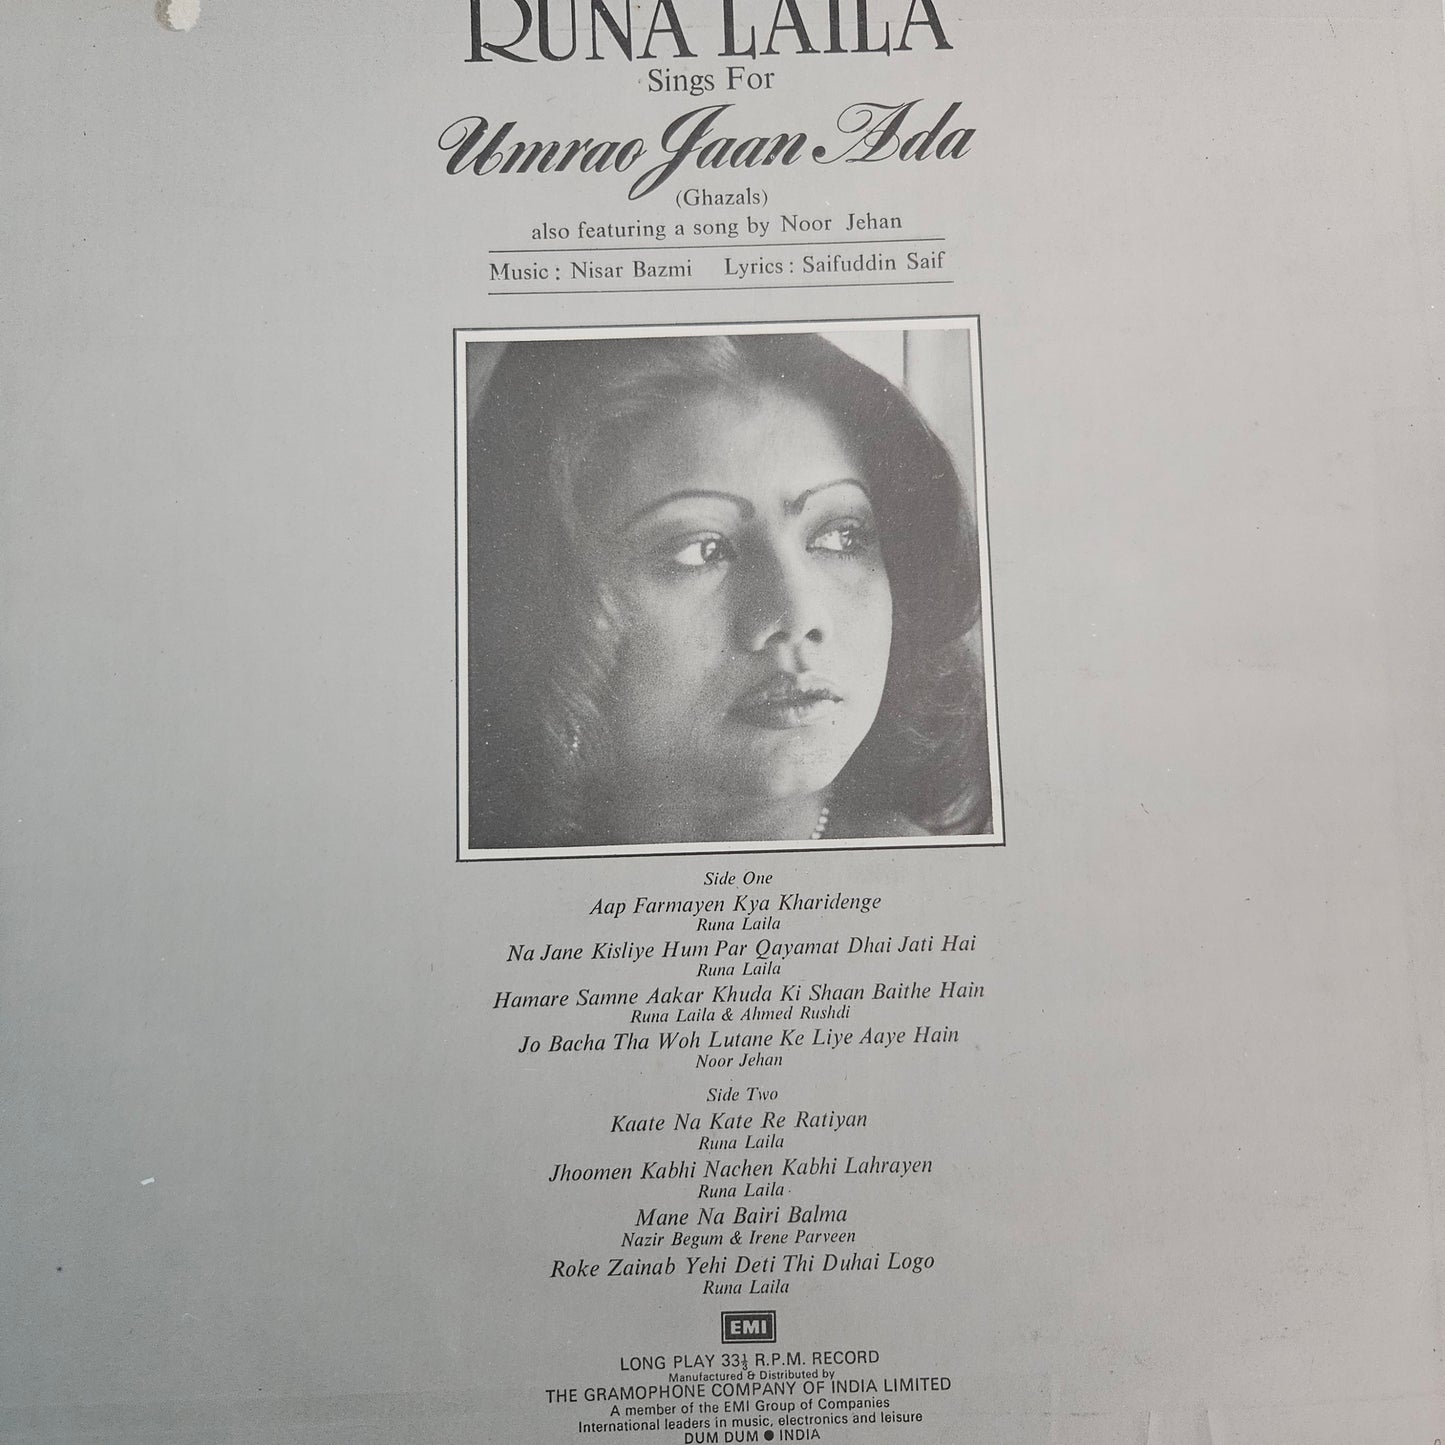 RUNA LAILA
Sings For
Umrao Jaan Ada
(Ghazals)
also featuring a song by Noor Jehan
Music : Nisar Bazmi Lyrics : Saifuddin Saif
Side One
Aap Farmayen Kya Kharidenge
Runa Laila
Na Jane Kisliye Hum Par Qayamat Dhai Jati Hai
Runa Laila
Hamare Samne Aakar Khuda Ki Shaan Baithe Hain
Runa Laila & Ahmed Rushdi
Jo Bacha Tha Woh Lutane Ke Liye Aaye Hain
Noor Jehan
Side Two
Kaate Na Kate Re Ratiyan
Runa Laila
Jhoomen Kabhi Nachen Kabhi Lahrayen
Runa Laila
Mane Na Bairi Balma
Nazir Begum & Irene Parveen
Roke Zainab Yehi Deti Thi Duhai Logo
Runa Laila
EMI
LONG PLAY 33⅓ R.P.M. RECORD
Manufactured & Distributed by
THE GRAMOPHONE COMPANY OF INDIA LIMITED
A member of the EMI Group of Companies
International leaders in music, electronics and leisure
DUM DUM ● INDIA